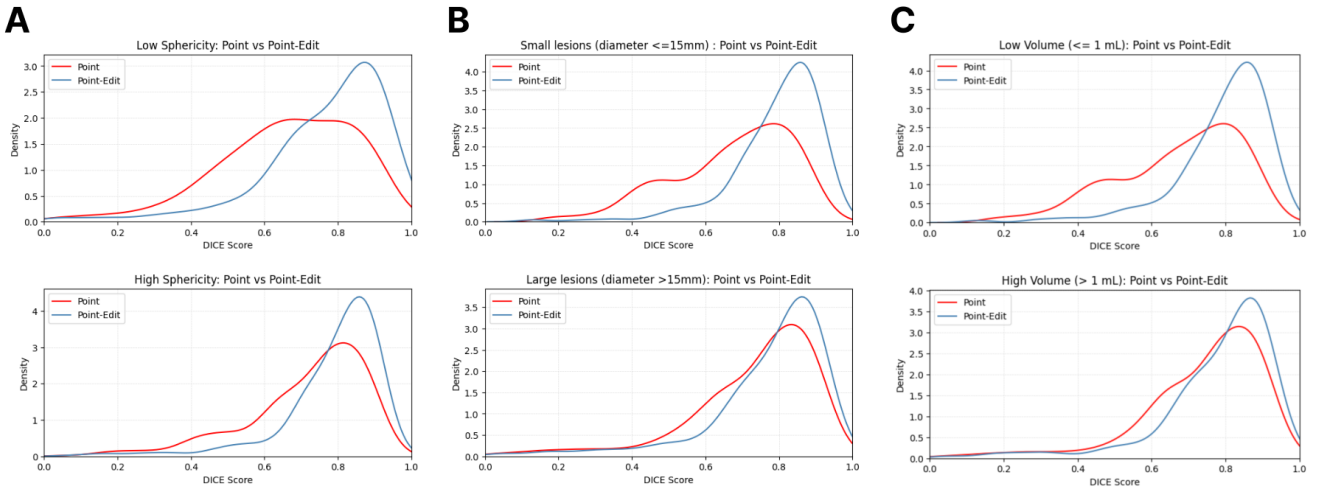 A
B
C
Low Sphericity: Point vs Point-Edit
Point
Point-Edit
3.0
2.5
2.0
1.5
1.0
0.5
0.0
Density
0.0 0.2 0.4 0.6 0.8 1.0
DICE Score
Small lesions (diameter <=15mm) : Point vs Point-Edit
Point
Point-Edit
4.0
3.5
3.0
2.5
2.0
1.5
1.0
0.5
0.0
Density
0.0 0.2 0.4 0.6 0.8 1.0
DICE Score
Low Volume (<= 1 mL): Point vs Point-Edit
Point
Point-Edit
4.0
3.5
3.0
2.5
2.0
1.5
1.0
0.5
0.0
Density
0.0 0.2 0.4 0.6 0.8 1.0
DICE Score
High Sphericity: Point vs Point-Edit
Point
Point-Edit
4
3
2
1
0
Density
0.0 0.2 0.4 0.6 0.8 1.0
DICE Score
Large lesions (diameter >15mm): Point vs Point-Edit
Point
Point-Edit
3.5
3.0
2.5
2.0
1.5
1.0
0.5
0.0
Density
0.0 0.2 0.4 0.6 0.8 1.0
DICE Score
High Volume (> 1 mL): Point vs Point-Edit
Point
Point-Edit
4.0
3.5
3.0
2.5
2.0
1.5
1.0
0.5
0.0
Density
0.0 0.2 0.4 0.6 0.8 1.0
DICE Score